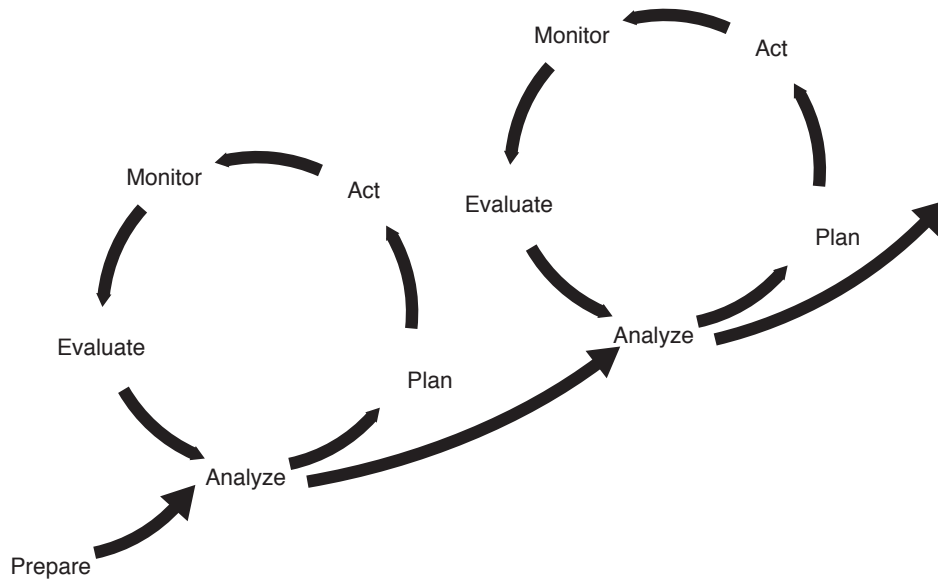 Monitor
Act
Evaluate
Plan
Analyze
Monitor
Act
Evaluate
Plan
Analyze
Prepare